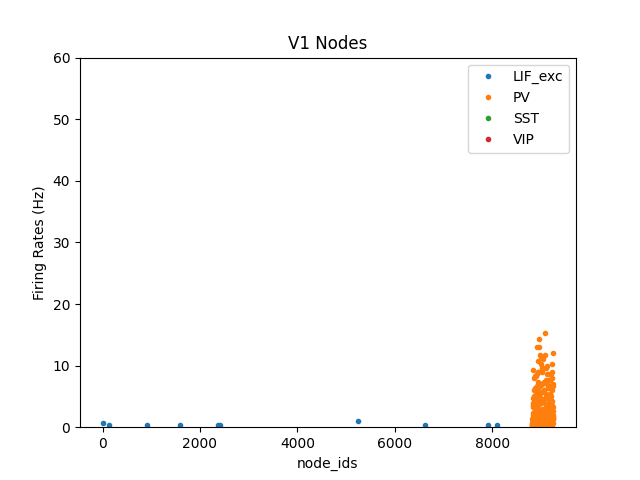 V1 Nodes
60
50
40
30
20
10
0
Firing Rates (Hz)
LIF_exc
PV
SST
VIP
0 2000 4000 6000 8000
node_ids